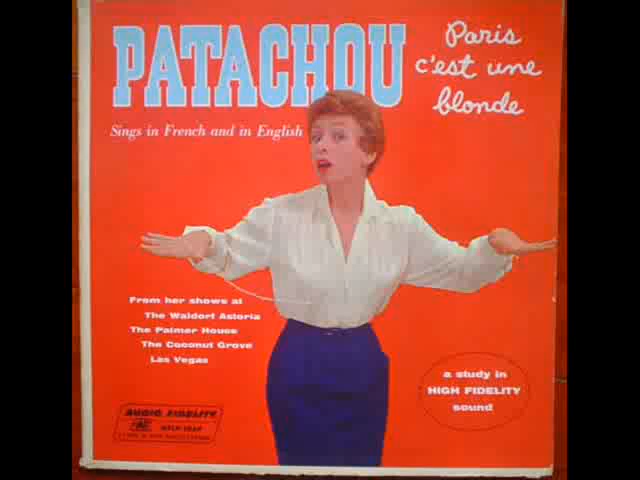 PATACHOU
Paris
c'est une
blonde
Sings in French and in English
From her shows at
The Waldorf Astoria
The Palmer House
The Coconut Grove
Las Vegas
a study in
HIGH FIDELITY
sound
AUDIO FIDELITY